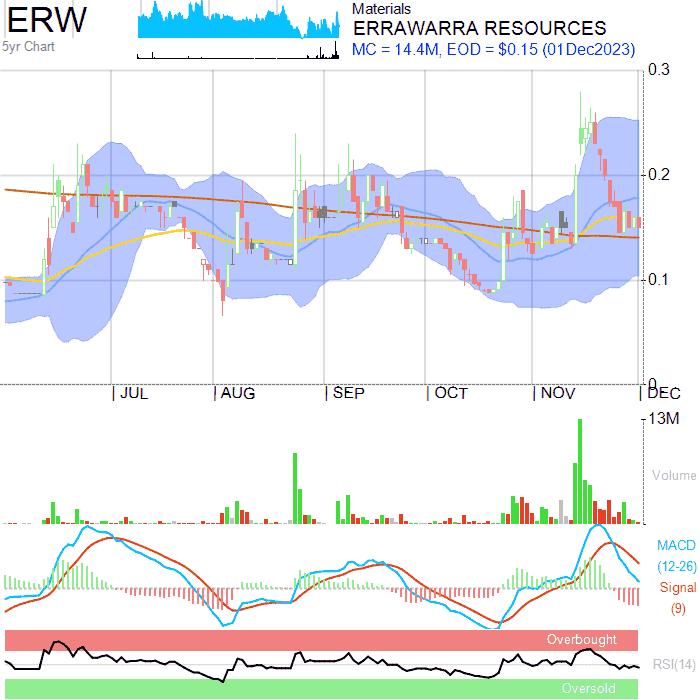 ERW
5yr Chart
Materials
ERRAWARRA RESOURCES
MC = 14.4M, EOD = $0.15 (01Dec2023)
0.3
0.2
0.1
0
JUL AUG SEP OCT NOV DEC
13M
Volume
MACD
(12-26)
Signal
(9)
Overbought
RSI(14)
Oversold